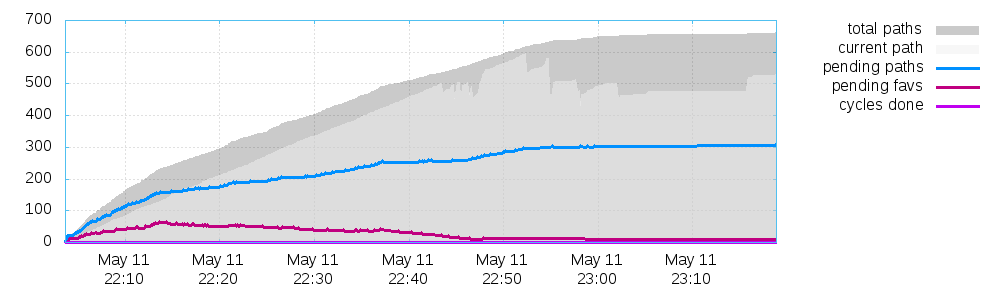 700
600
500
400
300
200
100
0
May 11 May 11 May 11 May 11 May 11 May 11 May 11
22:10 22:20 22:30 22:40 22:50 23:00 23:10
total paths
current path
pending paths
pending favs
cycles done